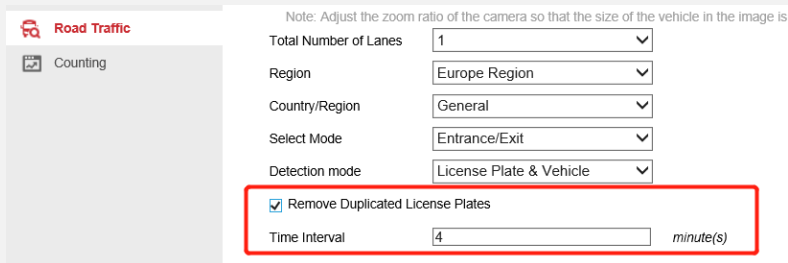 Note: Adjust the zoom ratio of the camera so that the size of the vehicle in the image is
Road Traffic
Counting
Total Number of Lanes 1
Region Europe Region
Country/Region General
Select Mode Entrance/Exit
Detection mode License Plate & Vehicle
Remove Duplicated License Plates
Time Interval 4 minute(s)